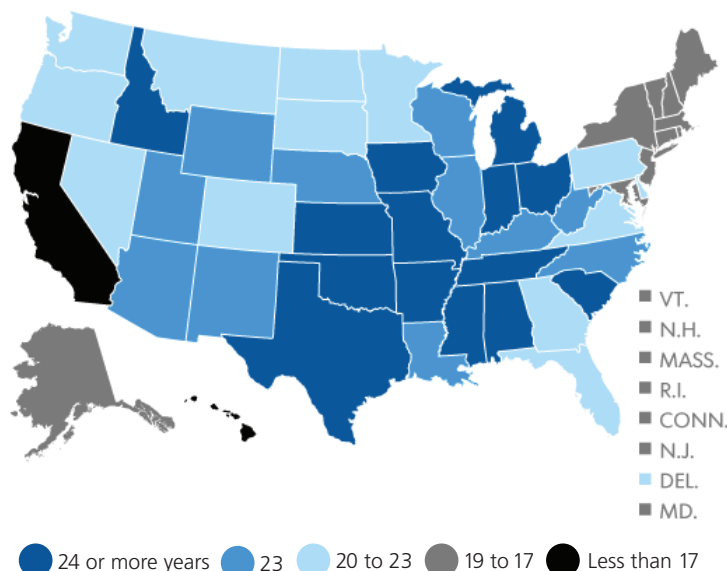 VT.
N.H.
MASS.
R.I.
CONN.
N.J.
DEL.
MD.
24 or more years 23 20 to 23 19 to 17 Less than 17